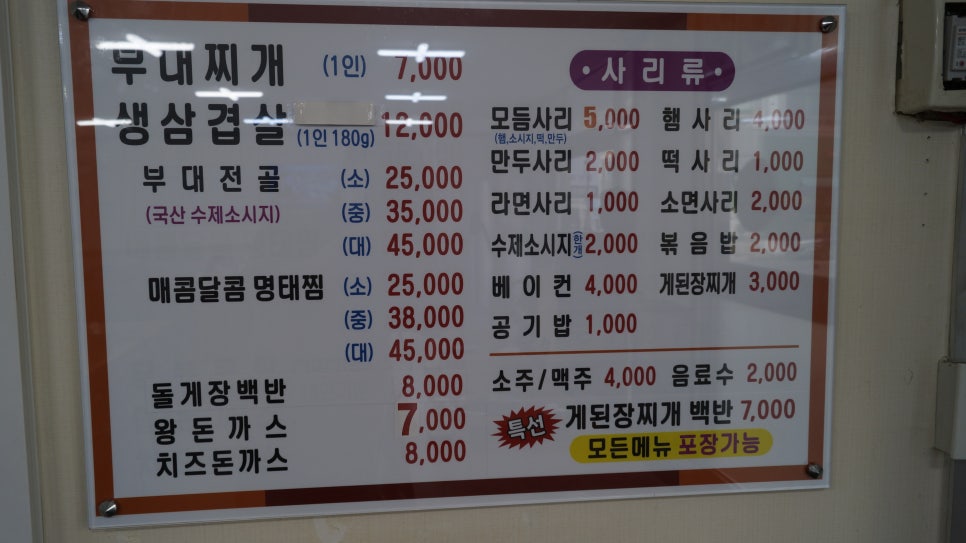 부대찌개 (1인) 7,000
생삼겹살 (1인 180g) 12,000
부대전골 (소) 25,000
(국산 수제소시지) (중) 35,000
(대) 45,000
매콤달콤 명태찜 (소) 25,000
(중) 38,000
(대) 45,000
돌게장백반 8,000
왕돈까스 7,000
치즈돈까스 8,000
• 사리류 •
모듬사리 5,000 햄사리 4,000
(햄,소시지,떡,만두)
만두사리 2,000 떡사리 1,000
라면사리 1,000 소면사리 2,000
수제소시지(한개) 2,000 볶음밥 2,000
베이컨 4,000 게된장찌개 3,000
공기밥 1,000
소주/맥주 4,000 음료수 2,000
특선 게된장찌개 백반 7,000
모든메뉴 포장가능